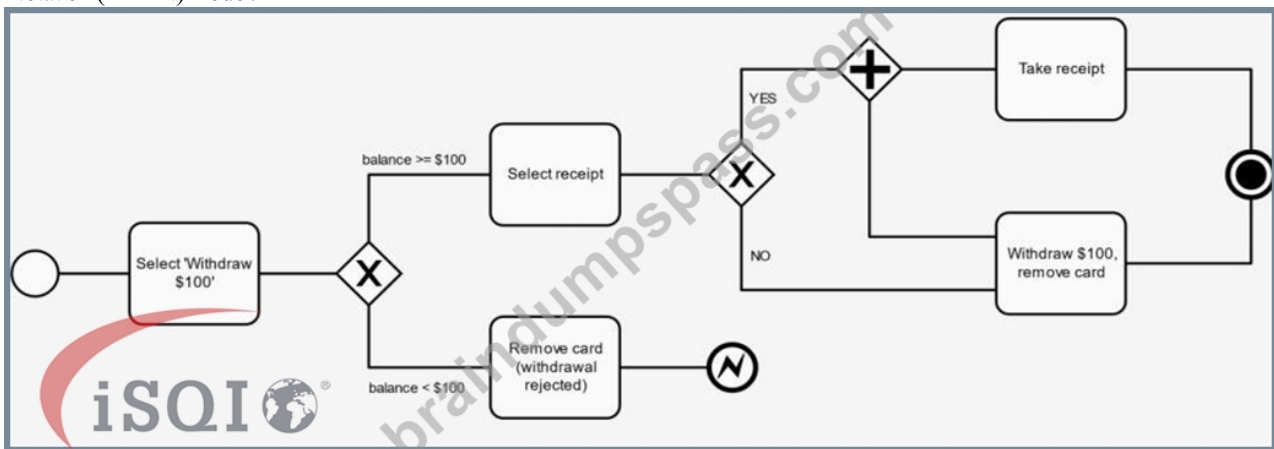 Take receipt
YES
balance >= $100
Select receipt
X
Select 'Withdraw
$100'
X
NO
Withdraw $100,
remove card
Remove card
(withdrawal
rejected)
balance < $100
iSQI ®
braindumpspass.com